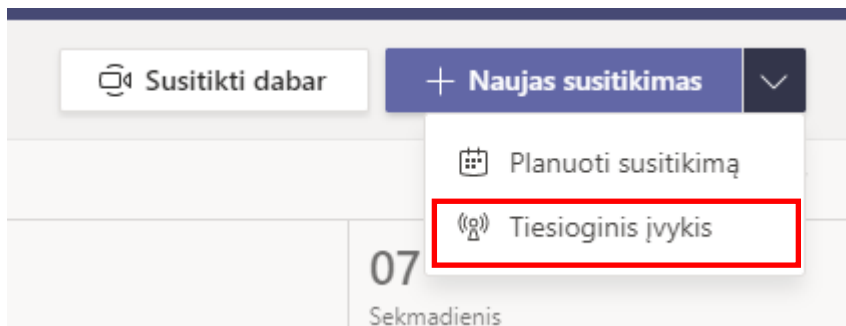 Susitikti dabar
Naujas susitikimas
Planuoti susitikimą
Tiesioginis įvykis
07
Sekmadienis